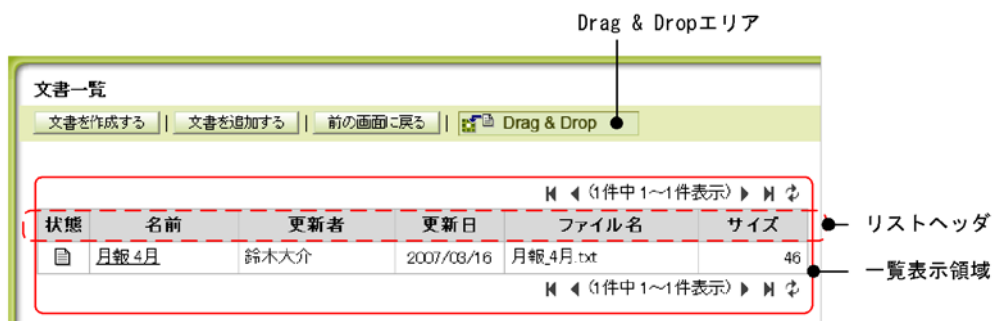 Drag & Dropエリア
文書一覧
文書を作成する | 文書を追加する | 前の画面に戻る | Drag & Drop
(1件中 1～1件表示)
状態 名前 更新者 更新日 ファイル名 サイズ
リストヘッダ
月報 4月 鈴木大介 2007/03/16 月報_4月.txt 46
一覧表示領域
(1件中 1～1件表示)